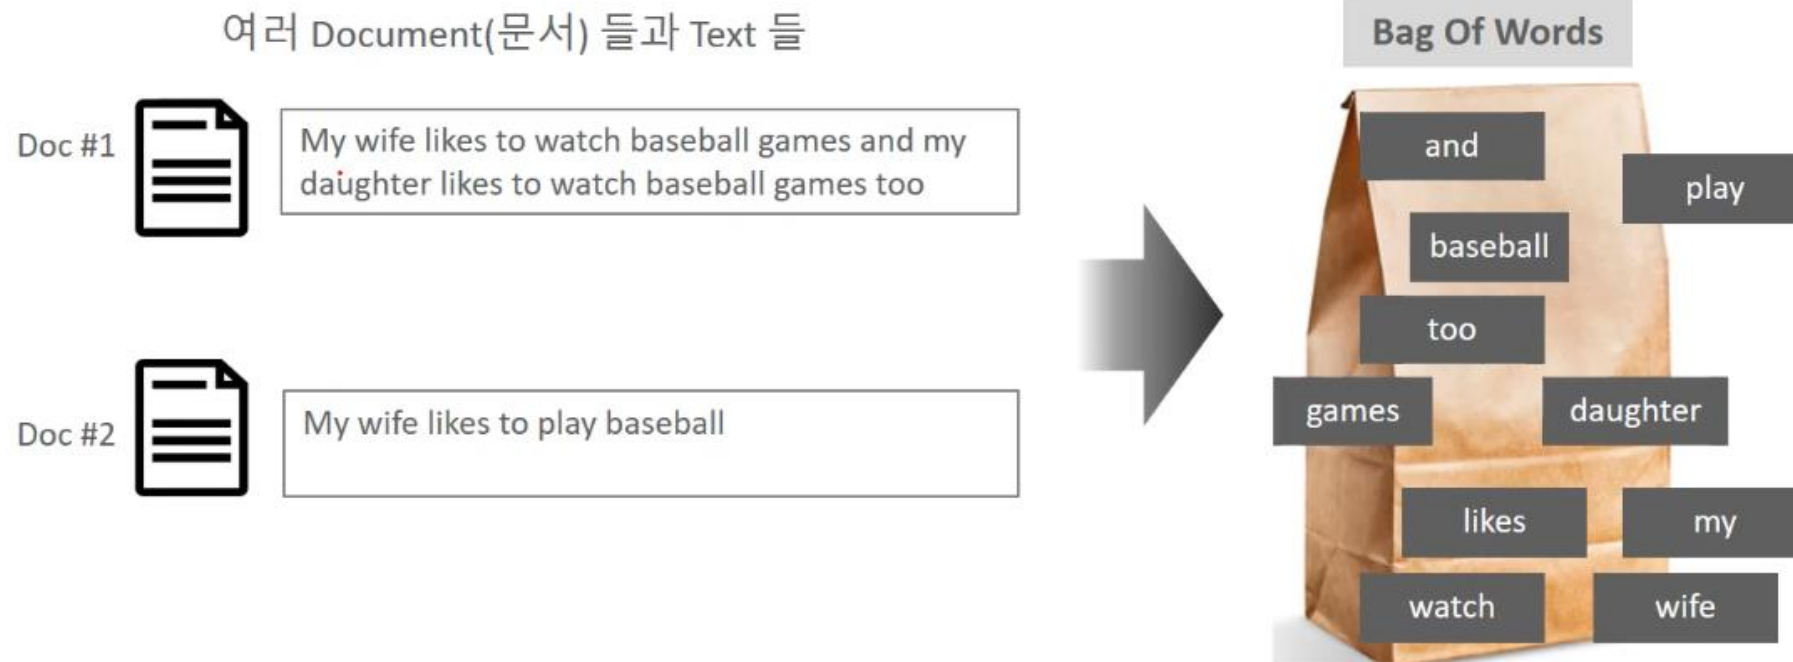 여러 Document(문서) 들과 Text 들
Bag Of Words
Doc #1
My wife likes to watch baseball games and my
daughter likes to watch baseball games too
Doc #2
My wife likes to play baseball
and
play
baseball
too
games
daughter
likes
my
watch
wife